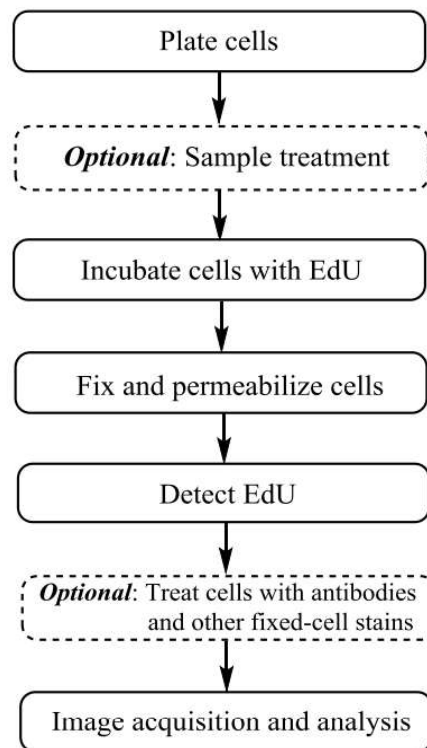 Plate cells
Optional: Sample treatment
Incubate cells with EdU
Fix and permeabilize cells
Detect EdU
Optional: Treat cells with antibodies
and other fixed-cell stains
Image acquisition and analysis